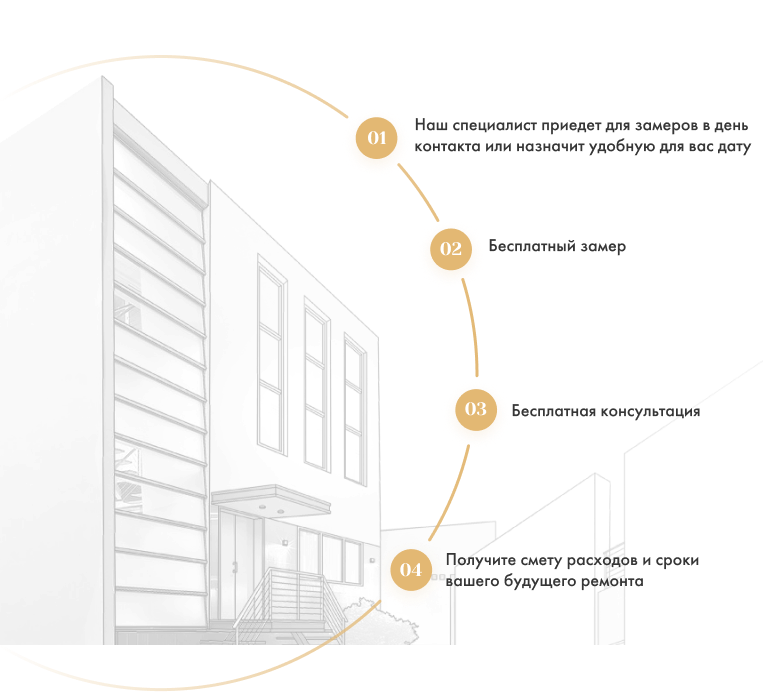 01
Наш специалист приедет для замеров в день
контакта или назначит удобную для вас дату
02
Бесплатный замер
03
Бесплатная консультация
04
Получите смету расходов и сроки
вашего будущего ремонта